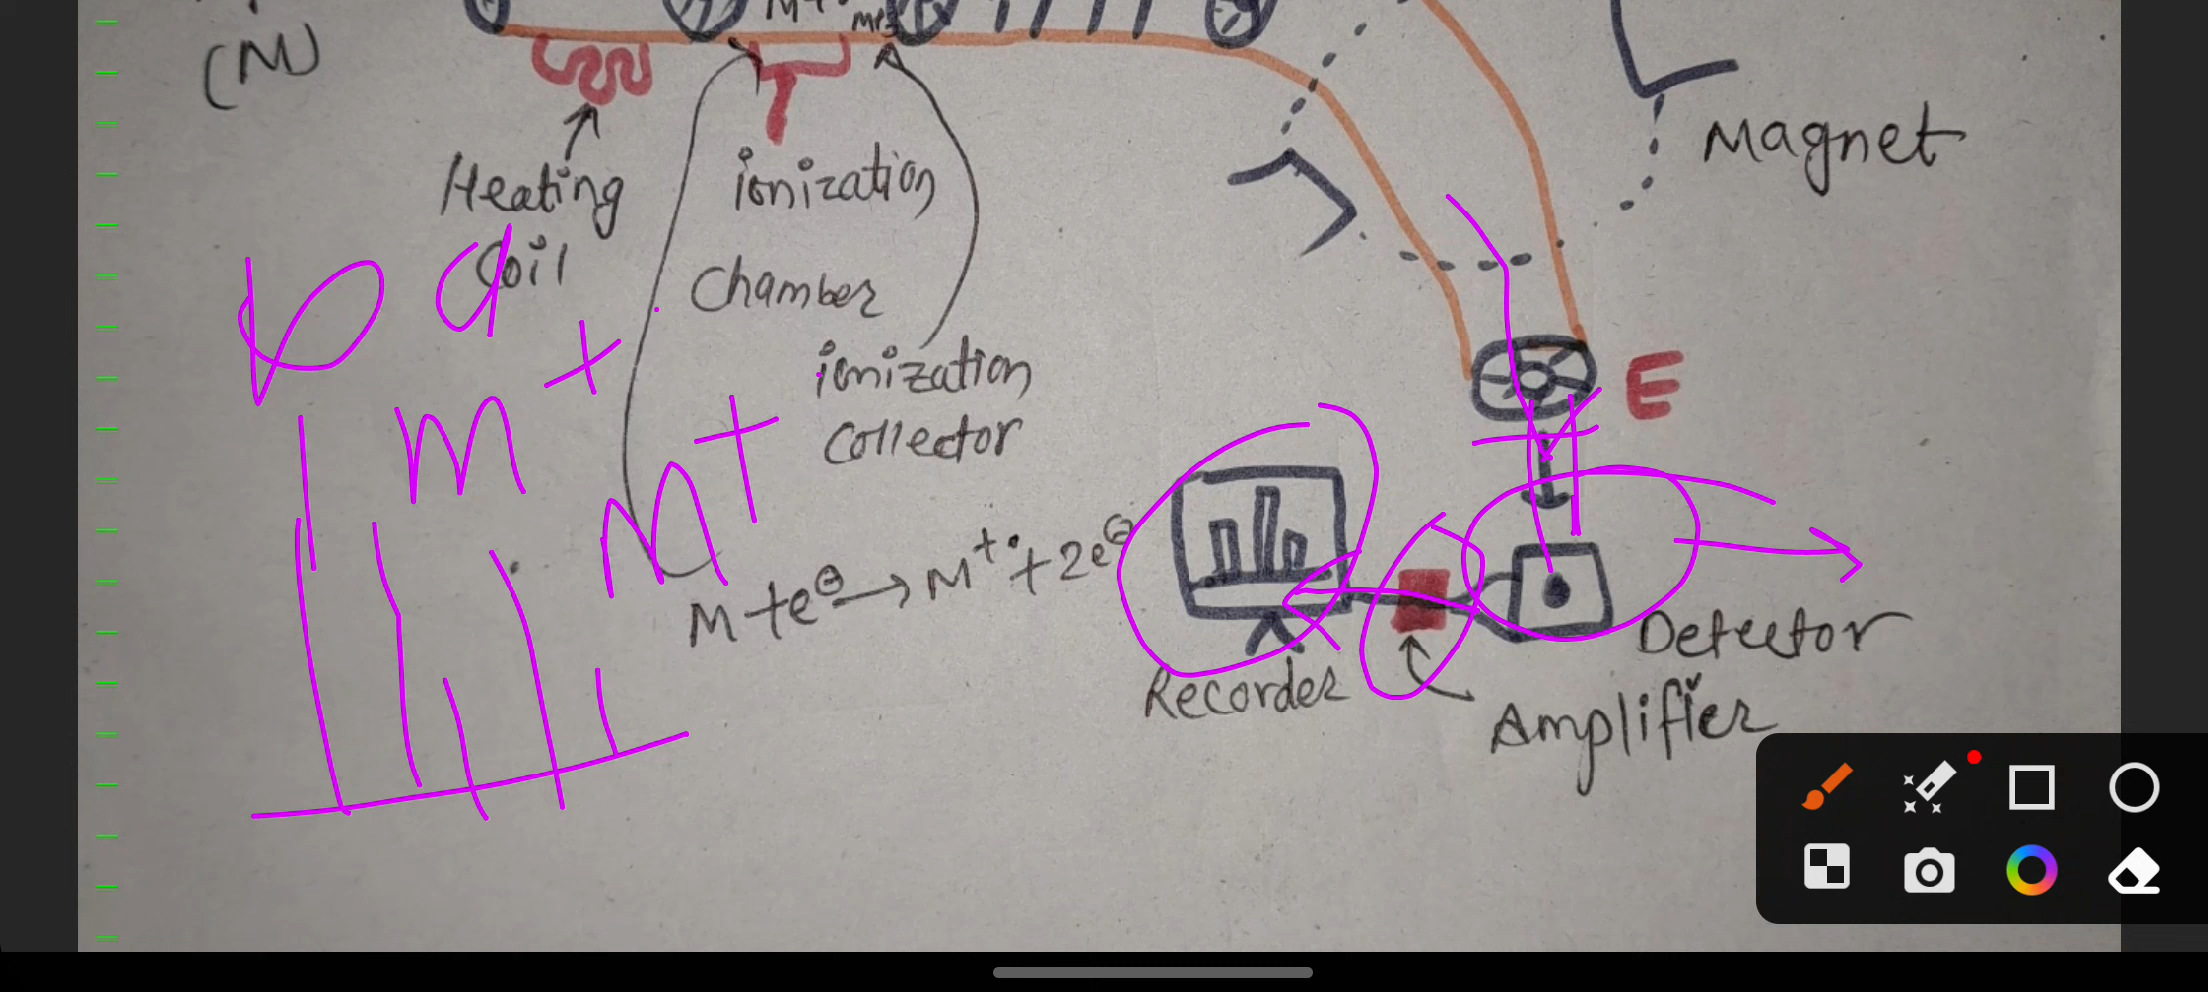 (M)
M+
Magnet
Heating
Coil
ionization
Chamber
ionization
Collector
E
M + e⊖ → M+• + 2e⊖
m+
m+
Recorder
Detector
Amplifier